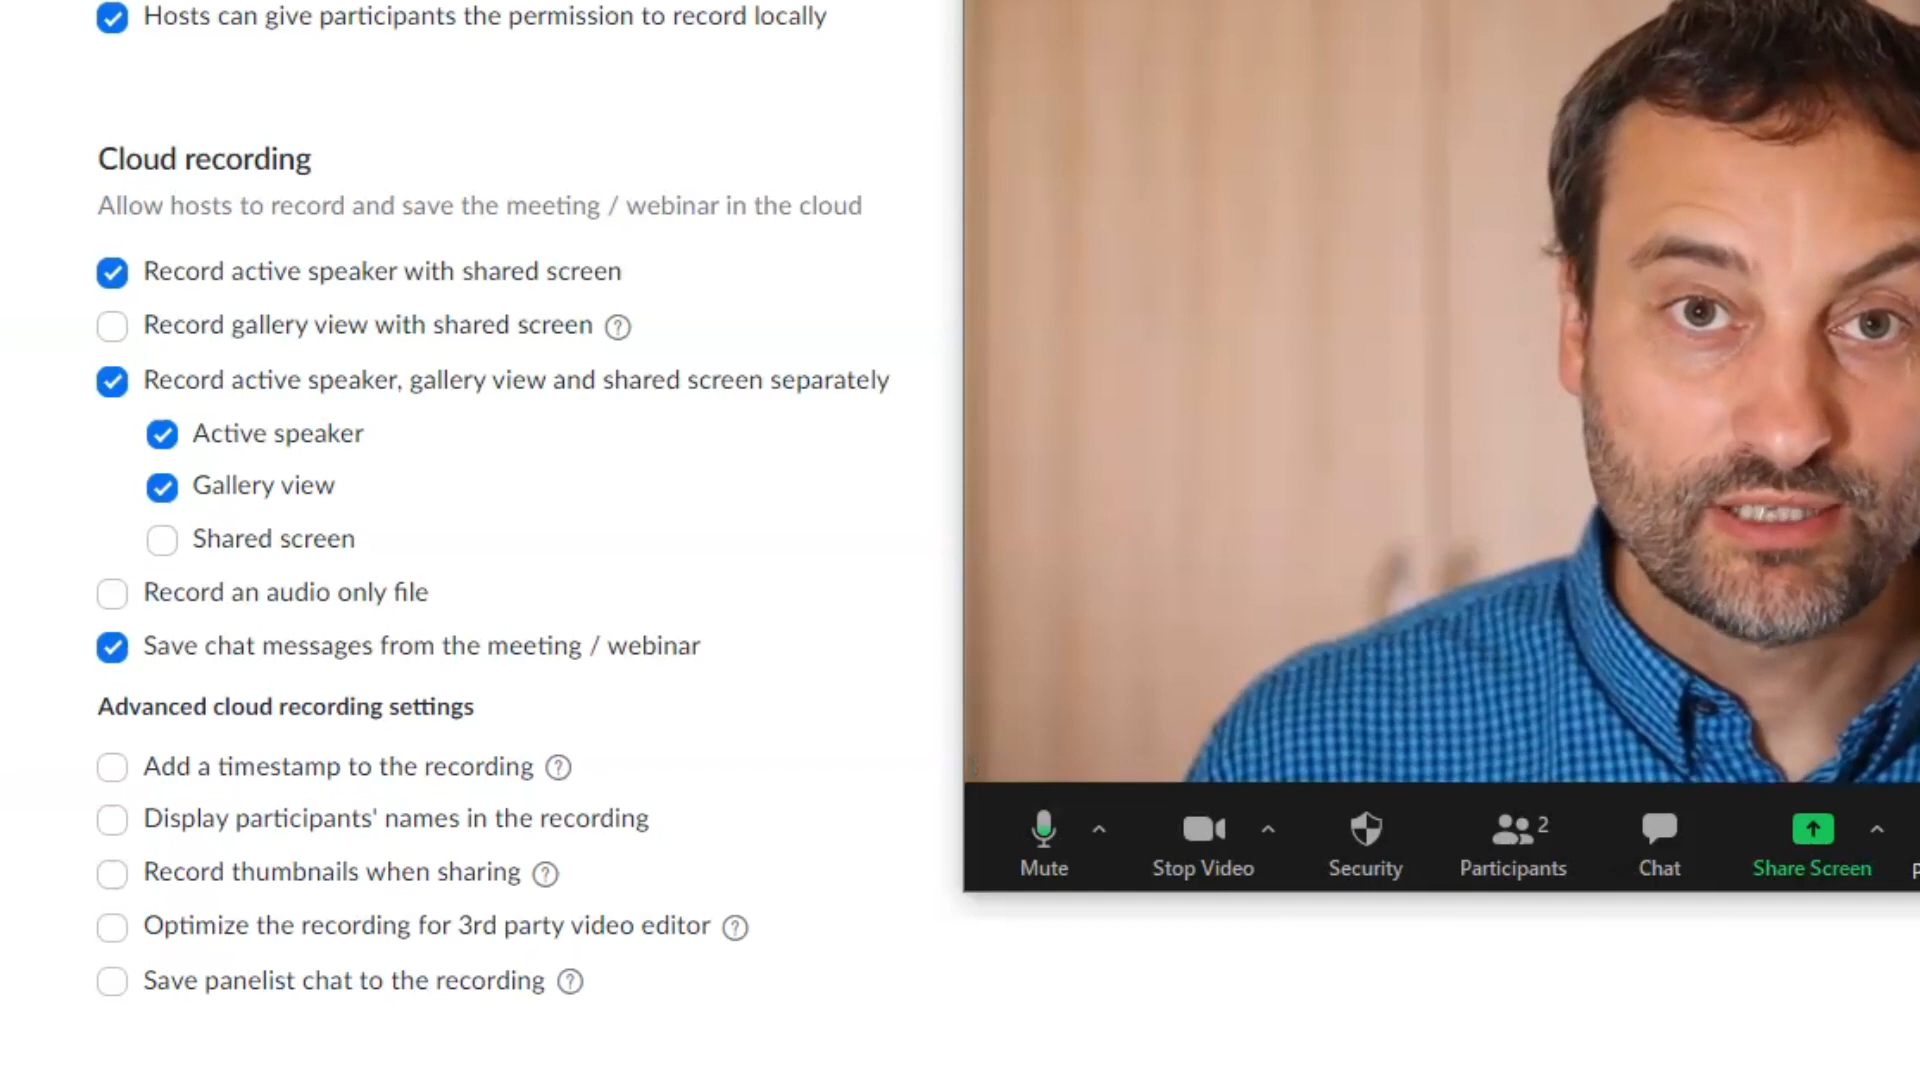 Hosts can give participants the permission to record locally
Cloud recording
Allow hosts to record and save the meeting / webinar in the cloud
Record active speaker with shared screen
Record gallery view with shared screen ?
Record active speaker, gallery view and shared screen separately
Active speaker
Gallery view
Shared screen
Record an audio only file
Save chat messages from the meeting / webinar
Advanced cloud recording settings
Add a timestamp to the recording ?
Display participants' names in the recording
Record thumbnails when sharing ?
Optimize the recording for 3rd party video editor ?
Save panelist chat to the recording ?
Mute
Stop Video
Security
2
Participants
Chat
Share Screen